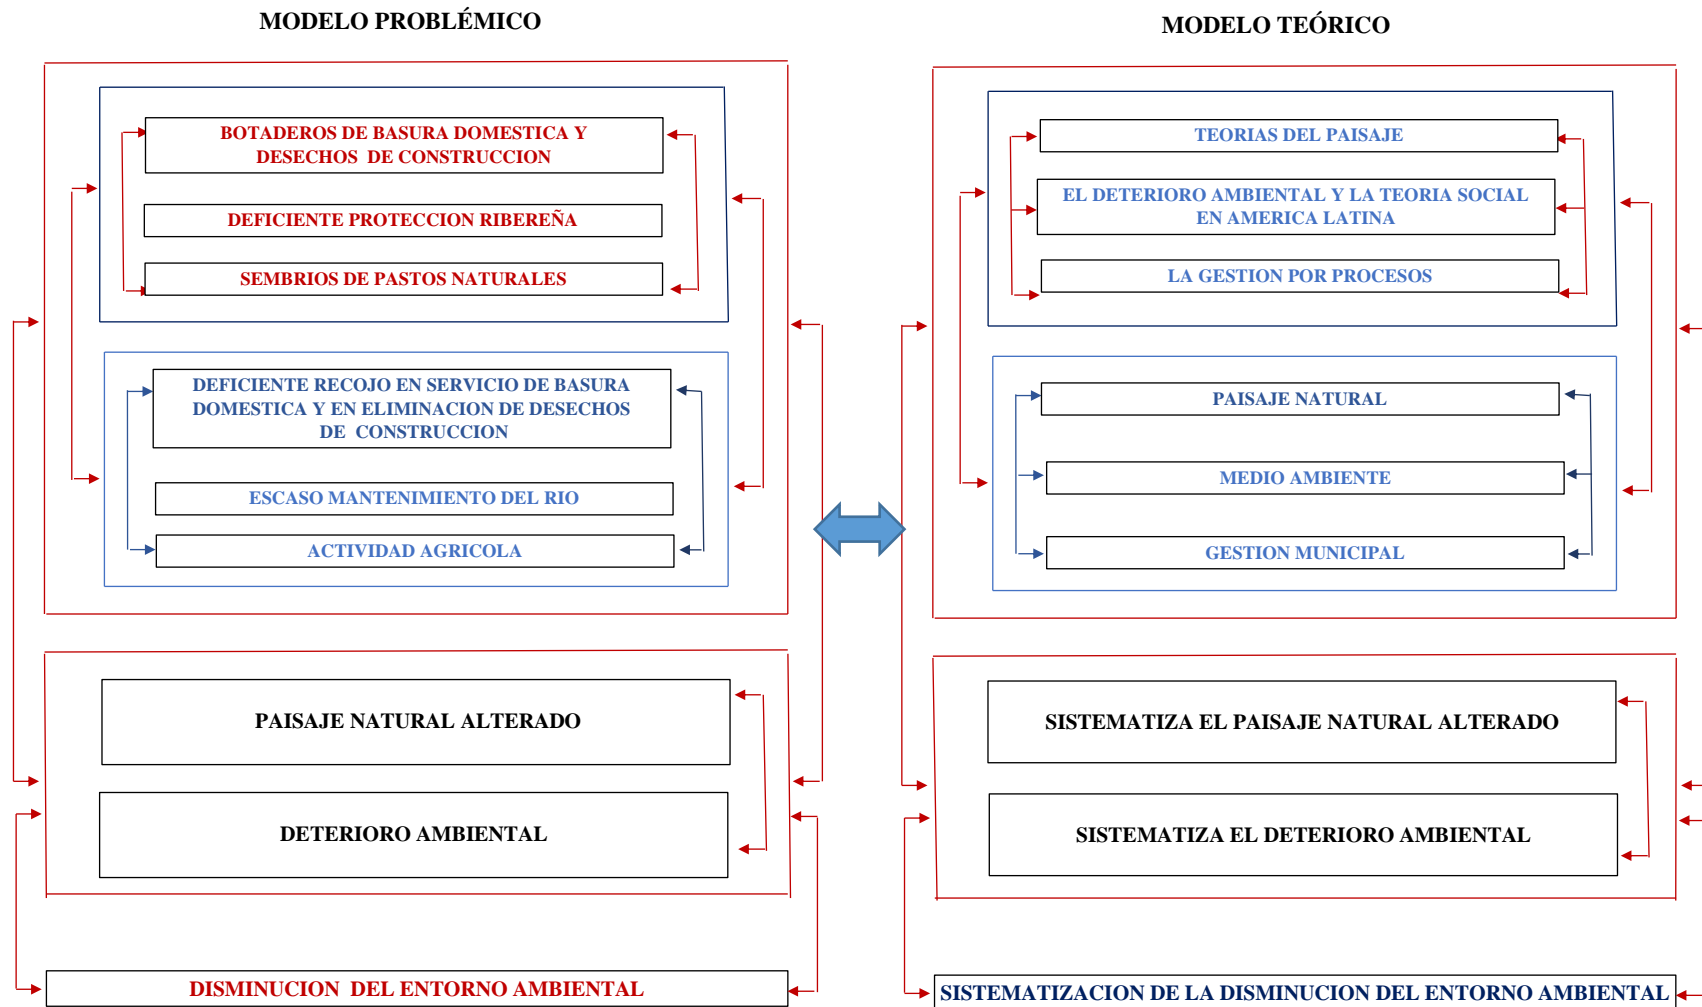 MODELO PROBLÉMICO
BOTADEROS DE BASURA DOMESTICA Y
DESECHOS DE CONSTRUCCION
DEFICIENTE PROTECCION RIBEREÑA
SEMBRIOS DE PASTOS NATURALES
DEFICIENTE RECOJO EN SERVICIO DE BASURA
DOMESTICA Y EN ELIMINACION DE DESECHOS
DE CONSTRUCCION
ESCASO MANTENIMIENTO DEL RIO
ACTIVIDAD AGRICOLA
PAISAJE NATURAL ALTERADO
DETERIORO AMBIENTAL
DISMINUCION DEL ENTORNO AMBIENTAL
MODELO TEÓRICO
TEORIAS DEL PAISAJE
EL DETERIORO AMBIENTAL Y LA TEORIA SOCIAL
EN AMERICA LATINA
LA GESTION POR PROCESOS
PAISAJE NATURAL
MEDIO AMBIENTE
GESTION MUNICIPAL
SISTEMATIZA EL PAISAJE NATURAL ALTERADO
SISTEMATIZA EL DETERIORO AMBIENTAL
SISTEMATIZACION DE LA DISMINUCION DEL ENTORNO AMBIENTAL